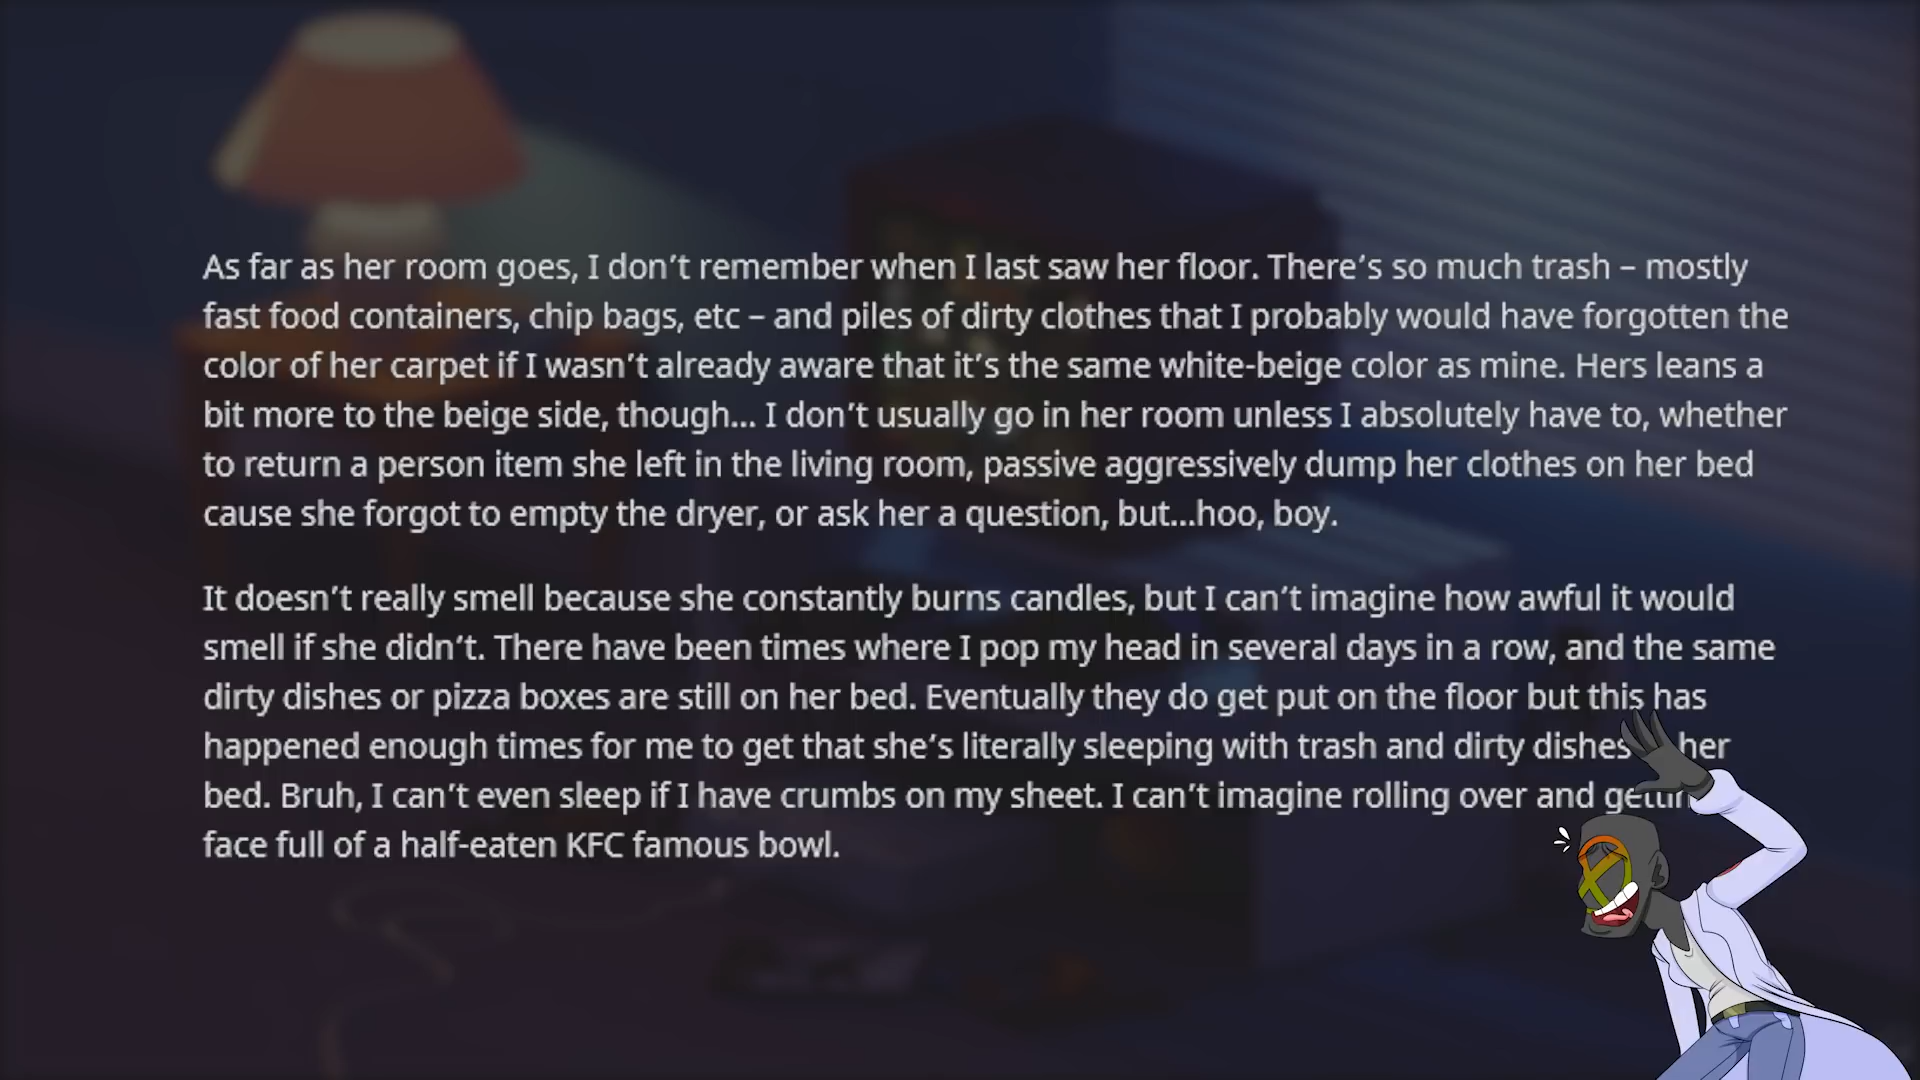 As far as her room goes, I don’t remember when I last saw her floor. There’s so much trash – mostly
fast food containers, chip bags, etc – and piles of dirty clothes that I probably would have forgotten the
color of her carpet if I wasn’t already aware that it’s the same white-beige color as mine. Hers leans a
bit more to the beige side, though... I don’t usually go in her room unless I absolutely have to, whether
to return a person item she left in the living room, passive aggressively dump her clothes on her bed
cause she forgot to empty the dryer, or ask her a question, but...hoo, boy.
It doesn’t really smell because she constantly burns candles, but I can’t imagine how awful it would
smell if she didn’t. There have been times where I pop my head in several days in a row, and the same
dirty dishes or pizza boxes are still on her bed. Eventually they do get put on the floor but this has
happened enough times for me to get that she’s literally sleeping with trash and dirty dishes her
bed. Bruh, I can’t even sleep if I have crumbs on my sheet. I can’t imagine rolling over and
face full of a half-eaten KFC famous bowl.